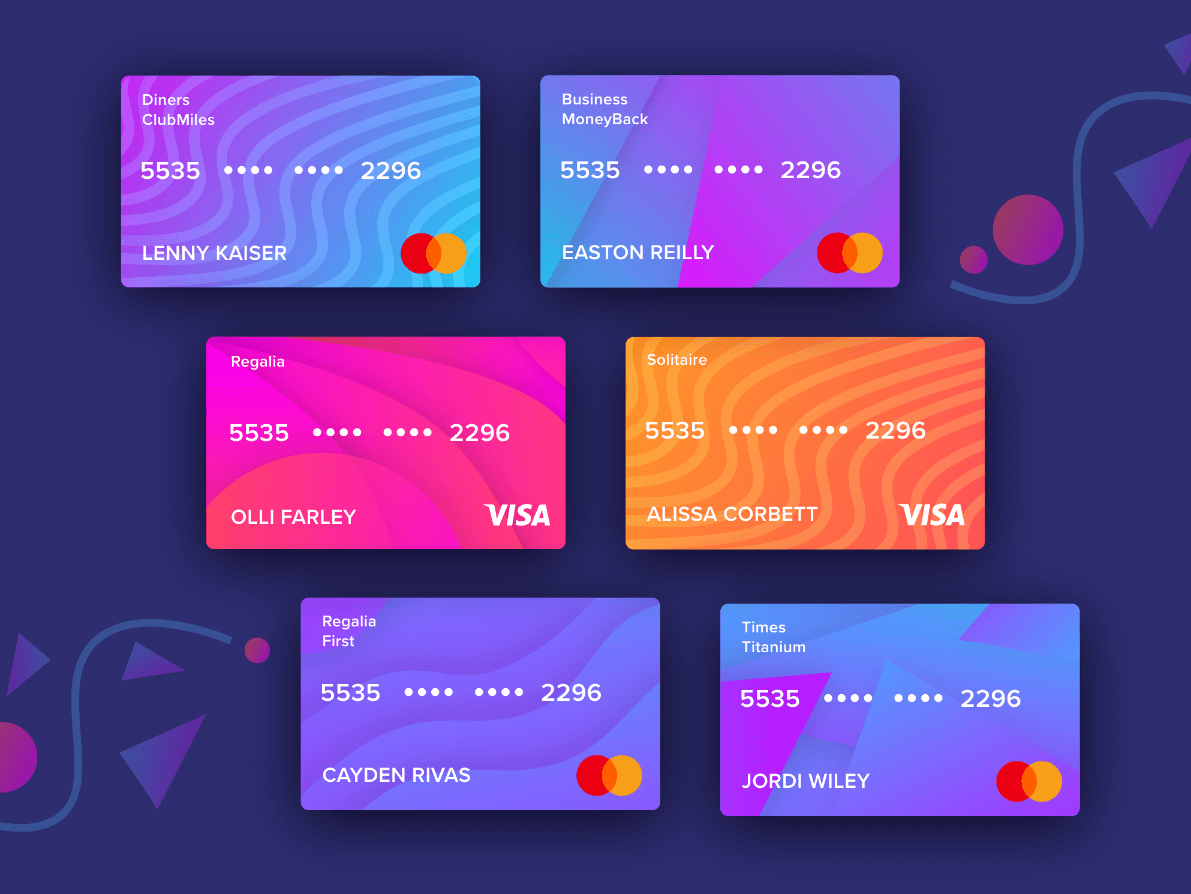 Diners
ClubMiles
5535 •••• •••• 2296
LENNY KAISER
Business
MoneyBack
5535 •••• •••• 2296
EASTON REILLY
Regalia
5535 •••• •••• 2296
OLLI FARLEY
VISA
Solitaire
5535 •••• •••• 2296
ALISSA CORBETT
VISA
Regalia
First
5535 •••• •••• 2296
CAYDEN RIVAS
Times
Titanium
5535 •••• •••• 2296
JORDI WILEY